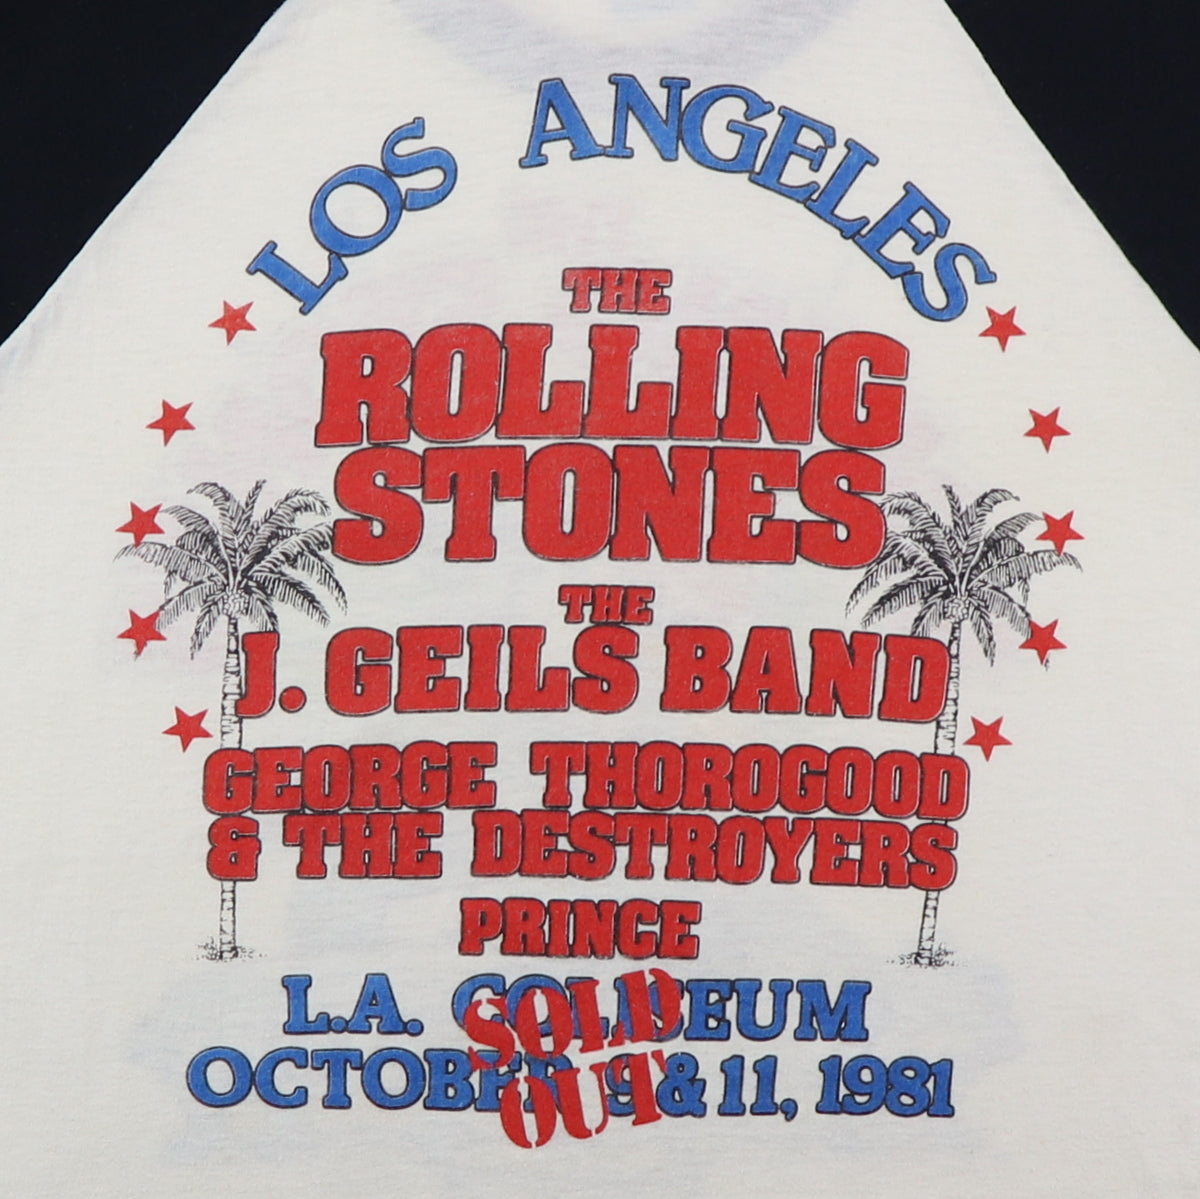 LOS ANGELES
THE
ROLLING
STONES
THE
J. GEILS BAND
GEORGE THOROGOOD
& THE DESTROYERS
PRINCE
L.A. COLISEUM
OCTOBER 9 & 11, 1981
SOLD
OUT